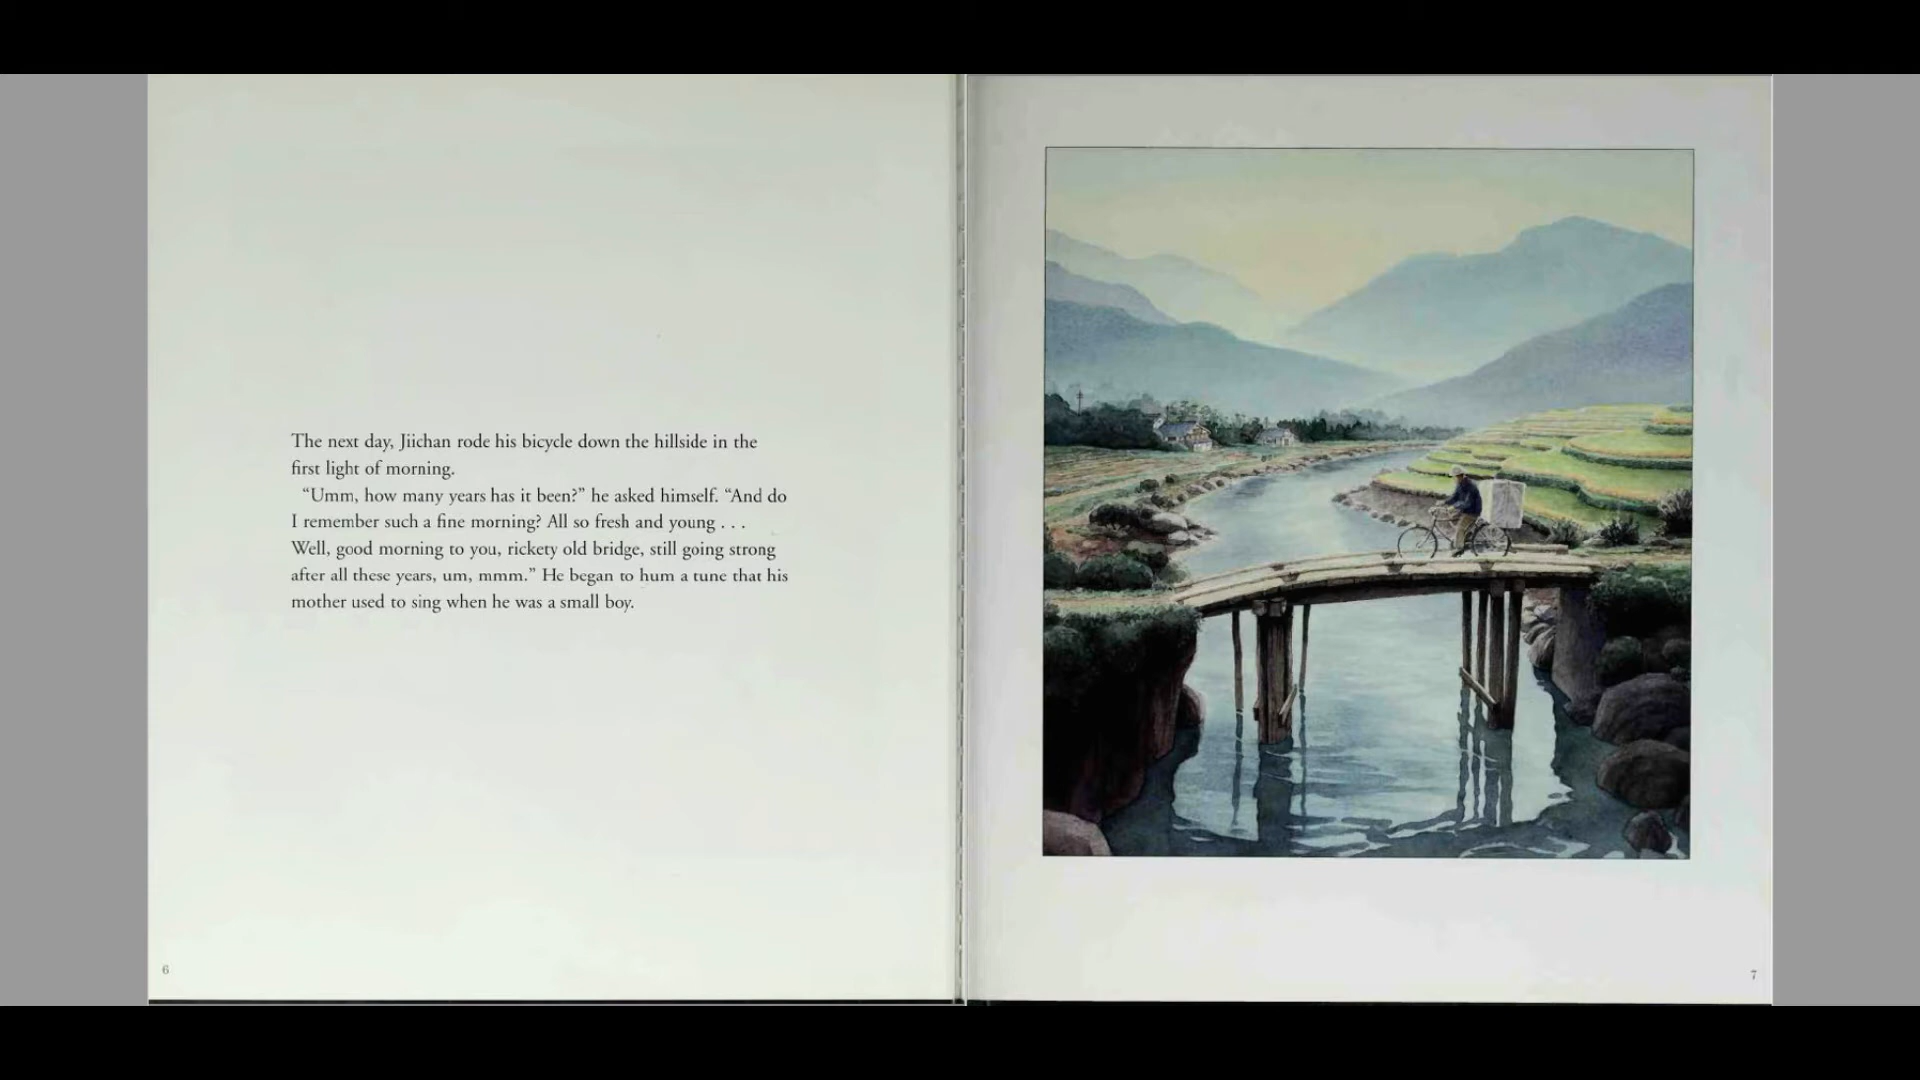 The next day, Jiichan rode his bicycle down the hillside in the
first light of morning.
“Umm, how many years has it been?” he asked himself. “And do
I remember such a fine morning? All so fresh and young . . .
Well, good morning to you, rickety old bridge, still going strong
after all these years, um, mmm.” He began to hum a tune that his
mother used to sing when he was a small boy.
6
7